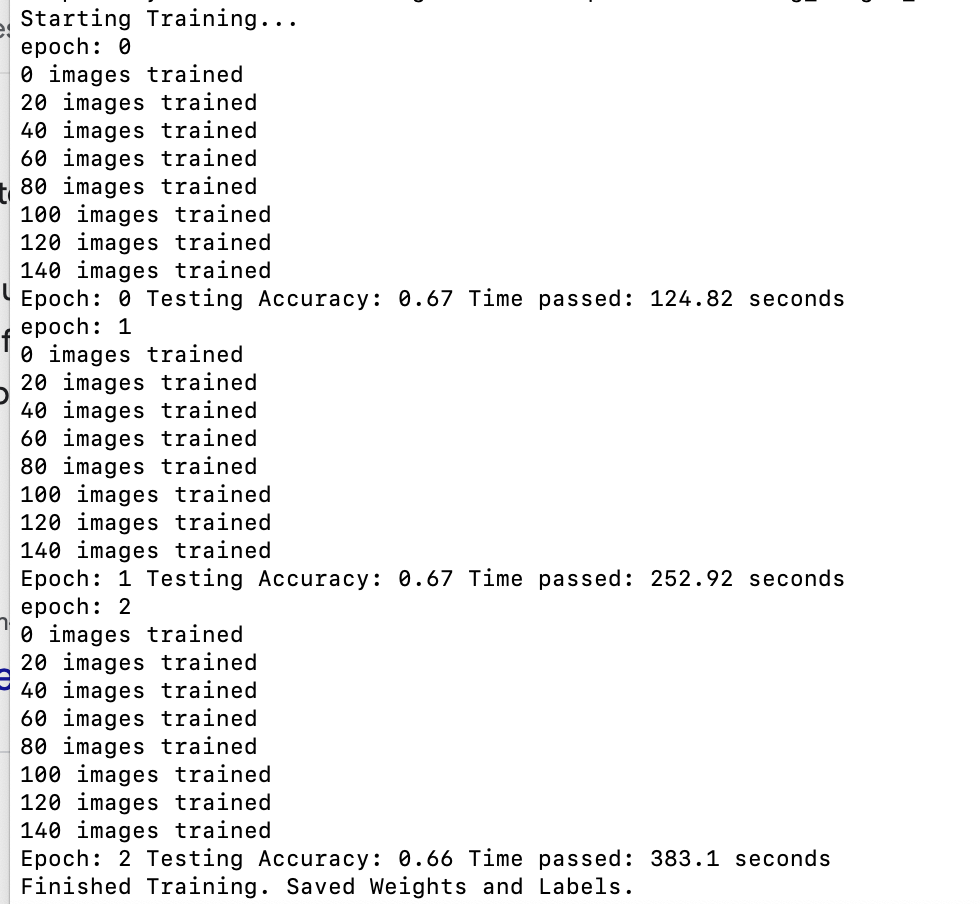 Starting Training...
epoch: 0
0 images trained
20 images trained
40 images trained
60 images trained
80 images trained
100 images trained
120 images trained
140 images trained
Epoch: 0 Testing Accuracy: 0.67 Time passed: 124.82 seconds
epoch: 1
0 images trained
20 images trained
40 images trained
60 images trained
80 images trained
100 images trained
120 images trained
140 images trained
Epoch: 1 Testing Accuracy: 0.67 Time passed: 252.92 seconds
epoch: 2
0 images trained
20 images trained
40 images trained
60 images trained
80 images trained
100 images trained
120 images trained
140 images trained
Epoch: 2 Testing Accuracy: 0.66 Time passed: 383.1 seconds
Finished Training. Saved Weights and Labels.